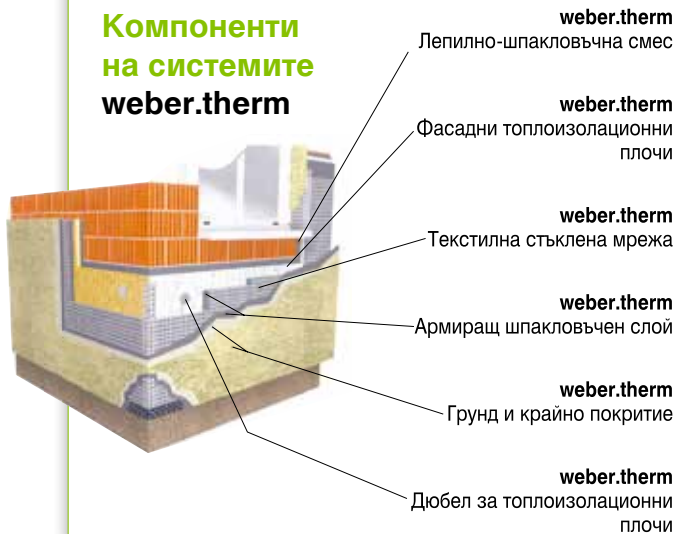 Компоненти
на системите
weber.therm
weber.therm
Лепилно-шпакловъчна смес
weber.therm
Фасадни топлоизолационни
плочи
weber.therm
Текстилна стъклена мрежа
weber.therm
Армиращ шпакловъчен слой
weber.therm
Грунд и крайно покритие
weber.therm
Дюбел за топлоизолационни
плочи